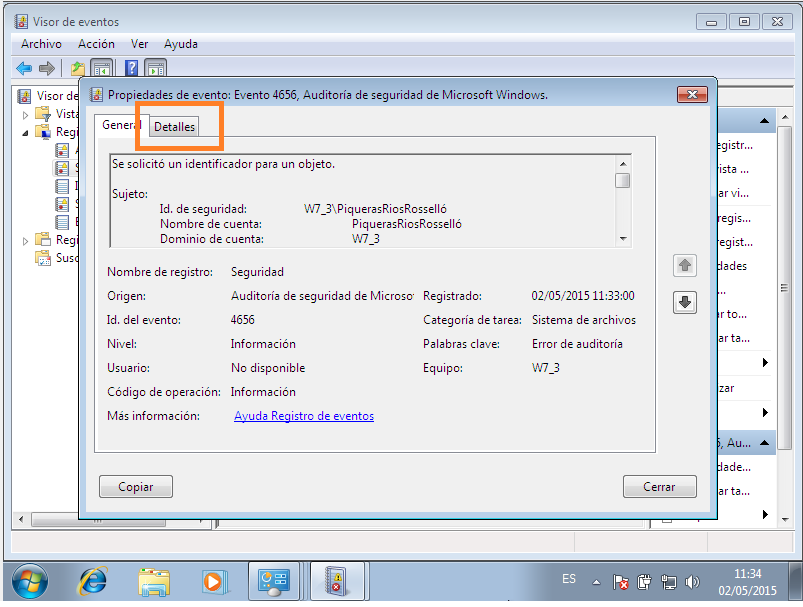 Visor de eventos
Archivo Acción Ver Ayuda
Propiedades de evento: Evento 4656, Auditoría de seguridad de Microsoft Windows.
Visor de
Vista
Regi
Regi
Susc
General Detalles
Se solicitó un identificador para un objeto.
Sujeto:
Id. de seguridad: W7_3\PiquerasRiosRosselló
Nombre de cuenta: PiquerasRiosRosselló
Dominio de cuenta: W7_3
Nombre de registro: Seguridad
Origen: Auditoría de seguridad de Microsof Registrado: 02/05/2015 11:33:00
Id. del evento: 4656 Categoría de tarea: Sistema de archivos
Nivel: Información Palabras clave: Error de auditoría
Usuario: No disponible Equipo: W7_3
Código de operación: Información
Más información: Ayuda Registro de eventos
Copiar Cerrar
egistr...
ista ...
ar vi...
regis...
egist...
dades
...
ar to...
ar ta...
zar
6, Au...
dade...
ar ta...
ES
11:34
02/05/2015